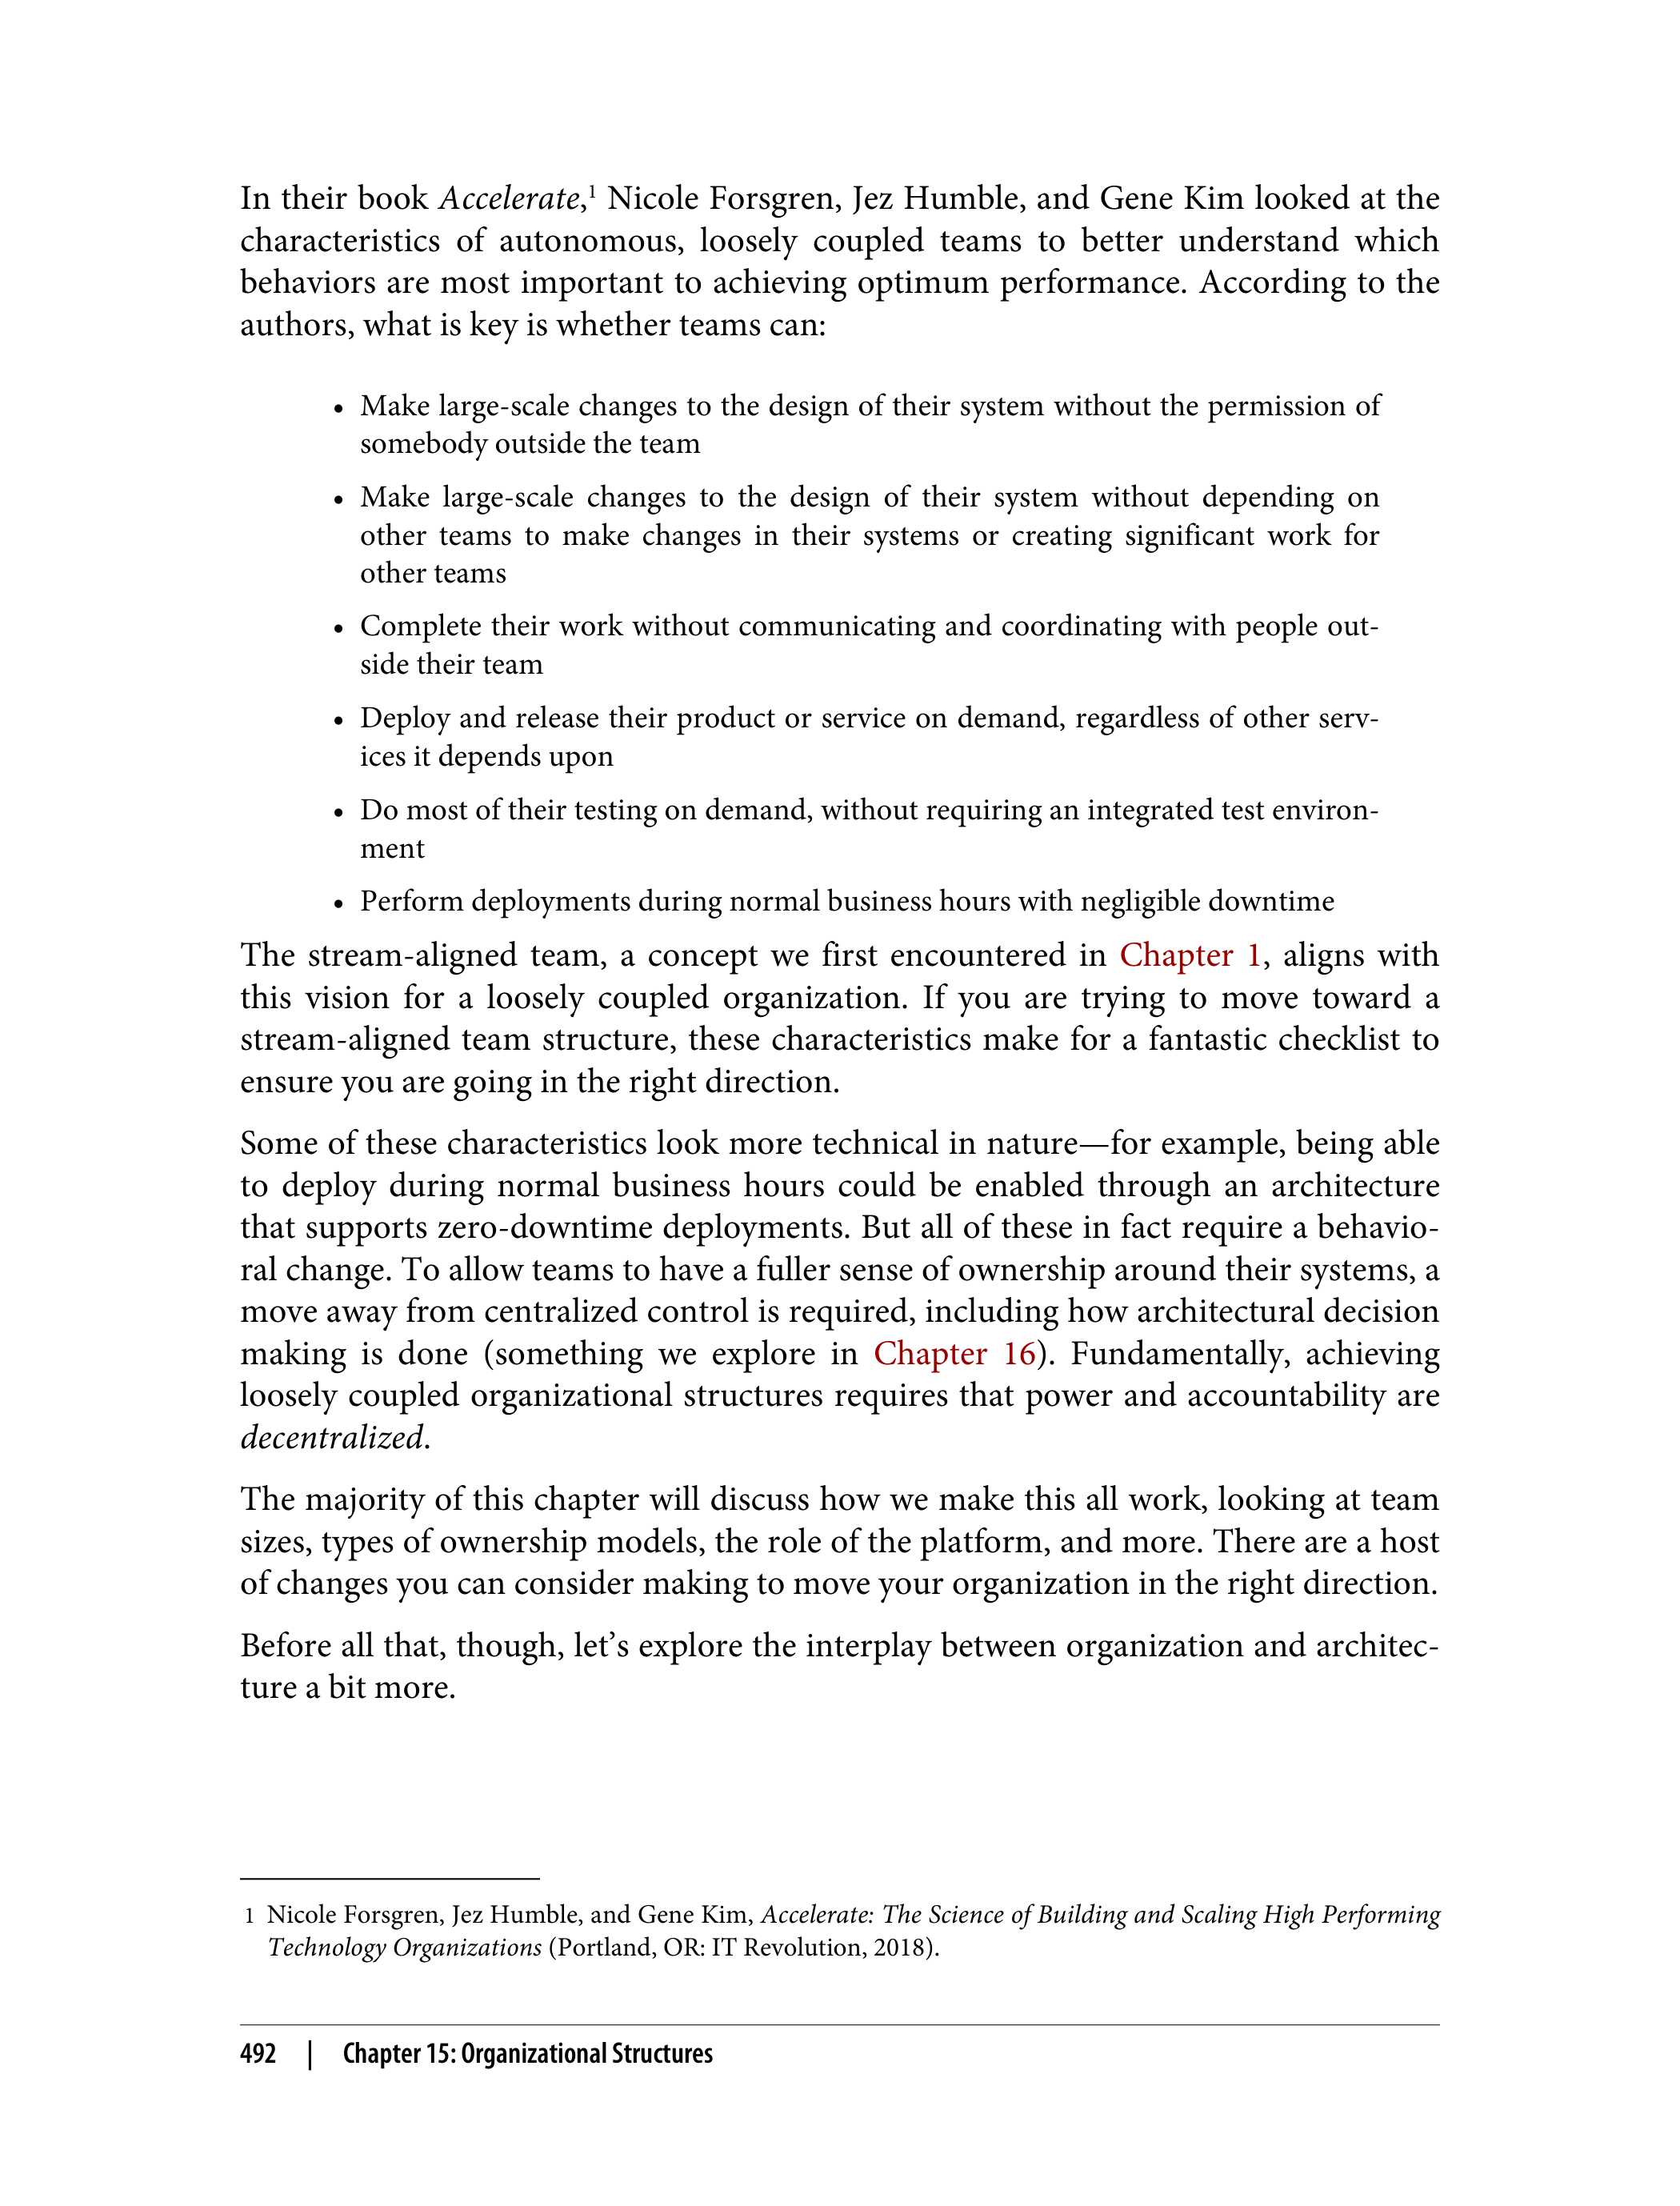 In their book Accelerate,1 Nicole Forsgren, Jez Humble, and Gene Kim looked at the
characteristics of autonomous, loosely coupled teams to better understand which
behaviors are most important to achieving optimum performance. According to the
authors, what is key is whether teams can:
• Make large-scale changes to the design of their system without the permission of
somebody outside the team
• Make large-scale changes to the design of their system without depending on
other teams to make changes in their systems or creating significant work for
other teams
• Complete their work without communicating and coordinating with people out-
side their team
• Deploy and release their product or service on demand, regardless of other serv-
ices it depends upon
• Do most of their testing on demand, without requiring an integrated test environ-
ment
• Perform deployments during normal business hours with negligible downtime
The stream-aligned team, a concept we first encountered in Chapter 1, aligns with
this vision for a loosely coupled organization. If you are trying to move toward a
stream-aligned team structure, these characteristics make for a fantastic checklist to
ensure you are going in the right direction.
Some of these characteristics look more technical in nature—for example, being able
to deploy during normal business hours could be enabled through an architecture
that supports zero-downtime deployments. But all of these in fact require a behavio-
ral change. To allow teams to have a fuller sense of ownership around their systems, a
move away from centralized control is required, including how architectural decision
making is done (something we explore in Chapter 16). Fundamentally, achieving
loosely coupled organizational structures requires that power and accountability are
decentralized.
The majority of this chapter will discuss how we make this all work, looking at team
sizes, types of ownership models, the role of the platform, and more. There are a host
of changes you can consider making to move your organization in the right direction.
Before all that, though, let’s explore the interplay between organization and architec-
ture a bit more.
1 Nicole Forsgren, Jez Humble, and Gene Kim, Accelerate: The Science of Building and Scaling High Performing
Technology Organizations (Portland, OR: IT Revolution, 2018).
492 | Chapter 15: Organizational Structures